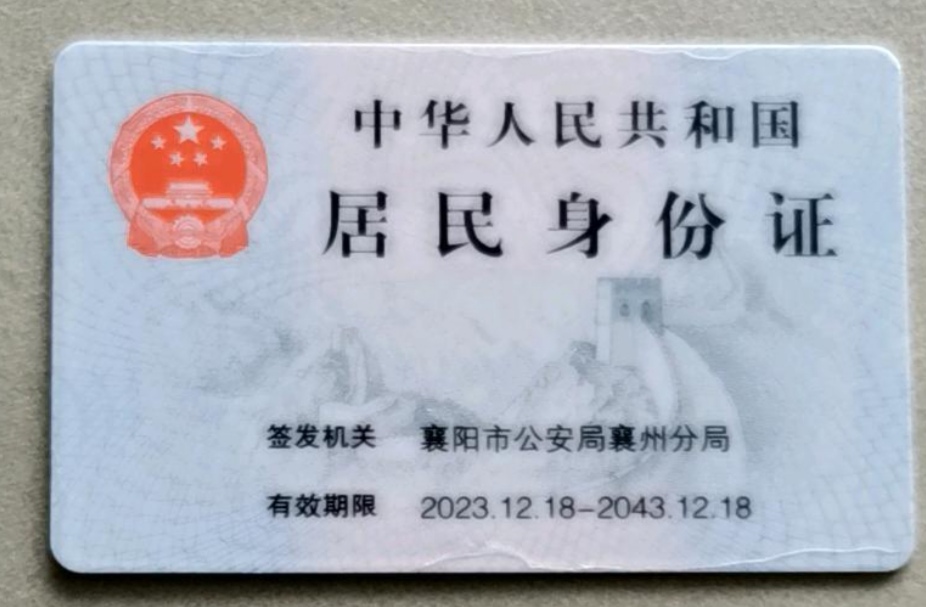 中华人民共和国
居民身份证
签发机关 襄阳市公安局襄州分局
有效期限 2023.12.18-2043.12.18